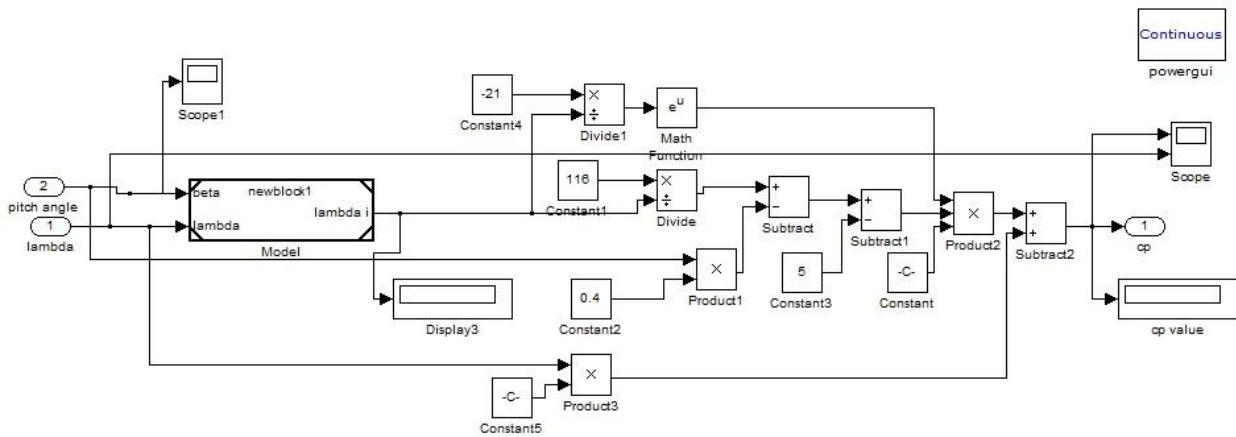 Continuous
powergui
Scope1
-21
Constant4
×
÷
Divide1
e^u
Math
Function
Scope
2
pitch angle
1
lambda
beta
newblock1
lambda
lambda i
Model
116
Constant1
×
÷
Divide
+
−
Subtract
+
−
Subtract1
×
Product2
+
+
Subtract2
1
cp
0.4
Constant2
×
Product1
5
Constant3
-C-
Constant
Display3
cp value
-C-
Constant5
×
Product3